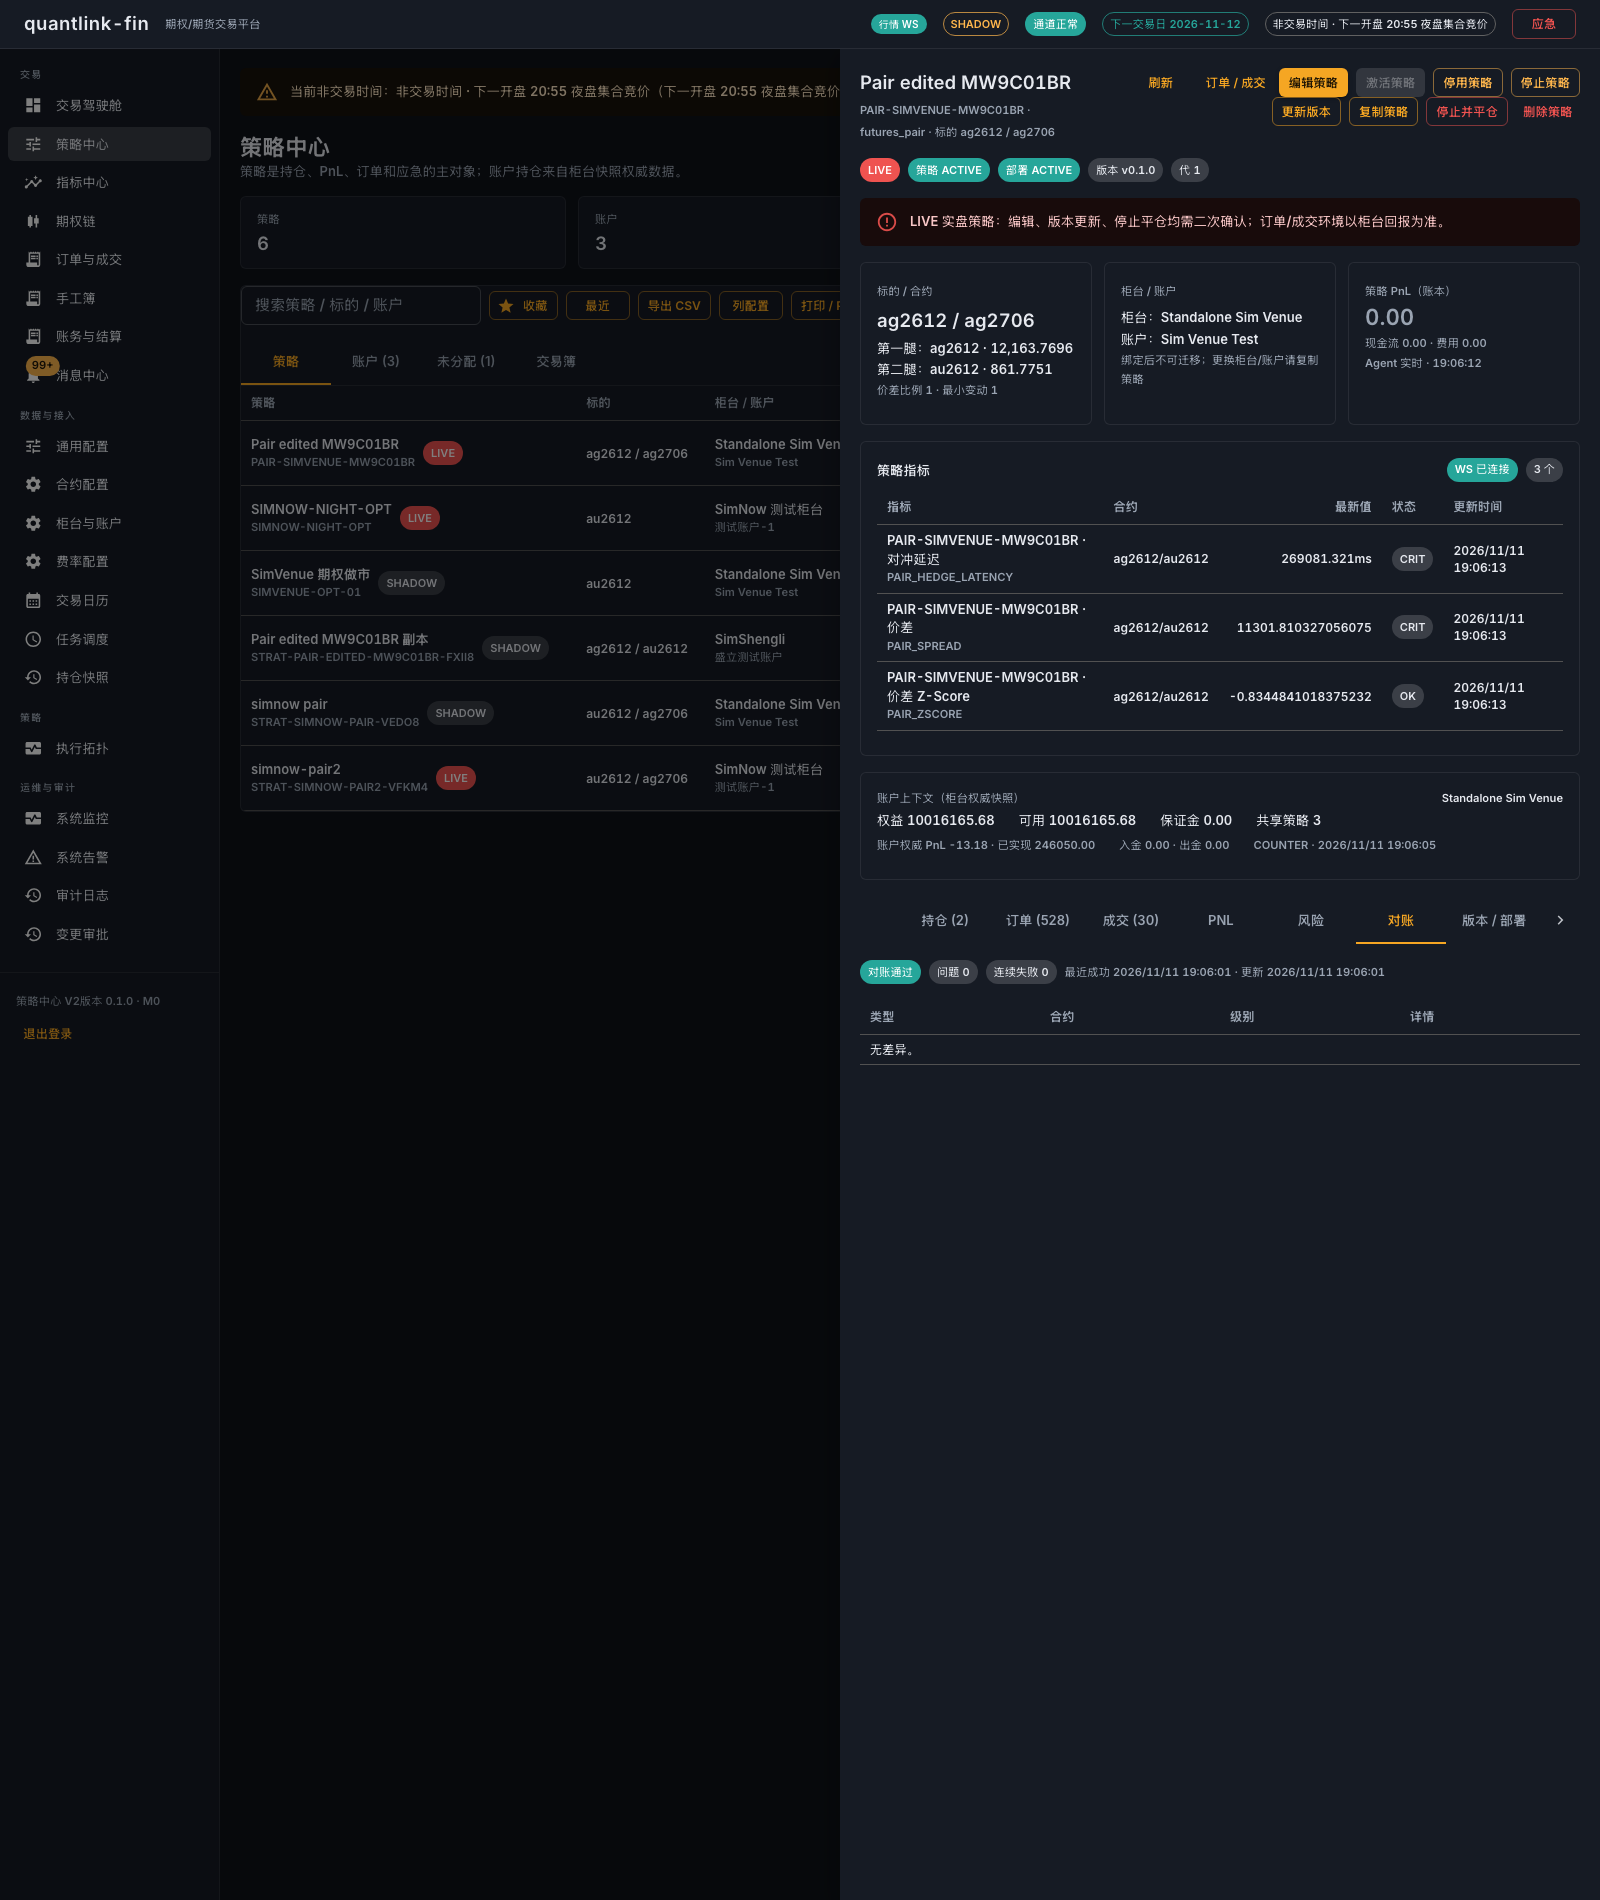 quantlink-fin 期权/期货交易平台
行情 WS SHADOW 通道正常 下一交易日 2026-11-12 非交易时间 · 下一开盘 20:55 夜盘集合竞价 应急
交易
交易驾驶舱
策略中心
指标中心
期权链
订单与成交
手工簿
账务与结算
99+
消息中心
数据与接入
通用配置
合约配置
柜台与账户
费率配置
交易日历
任务调度
持仓快照
策略
执行拓扑
运维与审计
系统监控
系统告警
审计日志
变更审批
策略中心 V2版本 0.1.0 · M0
退出登录
当前非交易时间：非交易时间 · 下一开盘 20:55 夜盘集合竞价（下一开盘 20:55 夜盘集合竞价
策略中心
策略是持仓、PnL、订单和应急的主对象；账户持仓来自柜台快照权威数据。
策略
6
账户
3
搜索策略 / 标的 / 账户 收藏 最近 导出 CSV 列配置 打印 /
策略 账户 (3) 未分配 (1) 交易簿
策略 标的 柜台 / 账户
Pair edited MW9C01BR LIVE ag2612 / ag2706 Standalone Sim Ven
PAIR-SIMVENUE-MW9C01BR Sim Venue Test
SIMNOW-NIGHT-OPT LIVE au2612 SimNow 测试柜台
SIMNOW-NIGHT-OPT 测试账户-1
SimVenue 期权做市 SHADOW au2612 Standalone Sim Ven
SIMVENUE-OPT-01 Sim Venue Test
Pair edited MW9C01BR 副本 SHADOW ag2612 / au2612 SimShengli
STRAT-PAIR-EDITED-MW9C01BR-FXII8 盛立测试账户
simnow pair SHADOW au2612 / ag2706 Standalone Sim Ven
STRAT-SIMNOW-PAIR-VEDO8 Sim Venue Test
simnow-pair2 LIVE au2612 / ag2706 SimNow 测试柜台
STRAT-SIMNOW-PAIR2-VFKM4 测试账户-1
Pair edited MW9C01BR 刷新 订单 / 成交 编辑策略 激活策略 停用策略 停止策略
PAIR-SIMVENUE-MW9C01BR · 更新版本 复制策略 停止并平仓 删除策略
futures_pair · 标的 ag2612 / ag2706
LIVE 策略 ACTIVE 部署 ACTIVE 版本 v0.1.0 代 1
LIVE 实盘策略：编辑、版本更新、停止平仓均需二次确认；订单/成交环境以柜台回报为准。
标的 / 合约
ag2612 / ag2706
第一腿：ag2612 · 12,163.7696
第二腿：au2612 · 861.7751
价差比例 1 · 最小变动 1
柜台 / 账户
柜台：Standalone Sim Venue
账户：Sim Venue Test
绑定后不可迁移；更换柜台/账户请复制
策略
策略 PnL（账本）
0.00
现金流 0.00 · 费用 0.00
Agent 实时 · 19:06:12
策略指标 WS 已连接 3 个
指标 合约 最新值 状态 更新时间
PAIR-SIMVENUE-MW9C01BR ·
对冲延迟
PAIR_HEDGE_LATENCY
ag2612/au2612 269081.321ms CRIT 2026/11/11
19:06:13
PAIR-SIMVENUE-MW9C01BR ·
价差
PAIR_SPREAD
ag2612/au2612 11301.810327056075 CRIT 2026/11/11
19:06:13
PAIR-SIMVENUE-MW9C01BR ·
价差 Z-Score
PAIR_ZSCORE
ag2612/au2612 -0.8344841018375232 OK 2026/11/11
19:06:13
账户上下文（柜台权威快照） Standalone Sim Venue
权益 10016165.68 可用 10016165.68 保证金 0.00 共享策略 3
账户权威 PnL -13.18 · 已实现 246050.00 入金 0.00 · 出金 0.00 COUNTER · 2026/11/11 19:06:05
持仓 (2) 订单 (528) 成交 (30) PNL 风险 对账 版本 / 部署
对账通过 问题 0 连续失败 0 最近成功 2026/11/11 19:06:01 · 更新 2026/11/11 19:06:01
类型 合约 级别 详情
无差异。